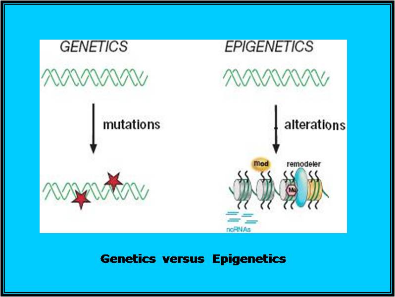 GENETICS
EPIGENETICS
mutations
alterations
mod
remodeler
Me
ncRNAs
Genetics versus Epigenetics